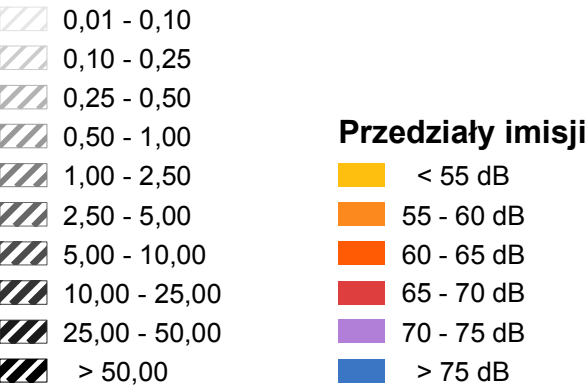 0,01 - 0,10
0,10 - 0,25
0,25 - 0,50
0,50 - 1,00
1,00 - 2,50
2,50 - 5,00
5,00 - 10,00
10,00 - 25,00
25,00 - 50,00
> 50,00
Przedziały imisji
< 55 dB
55 - 60 dB
60 - 65 dB
65 - 70 dB
70 - 75 dB
> 75 dB